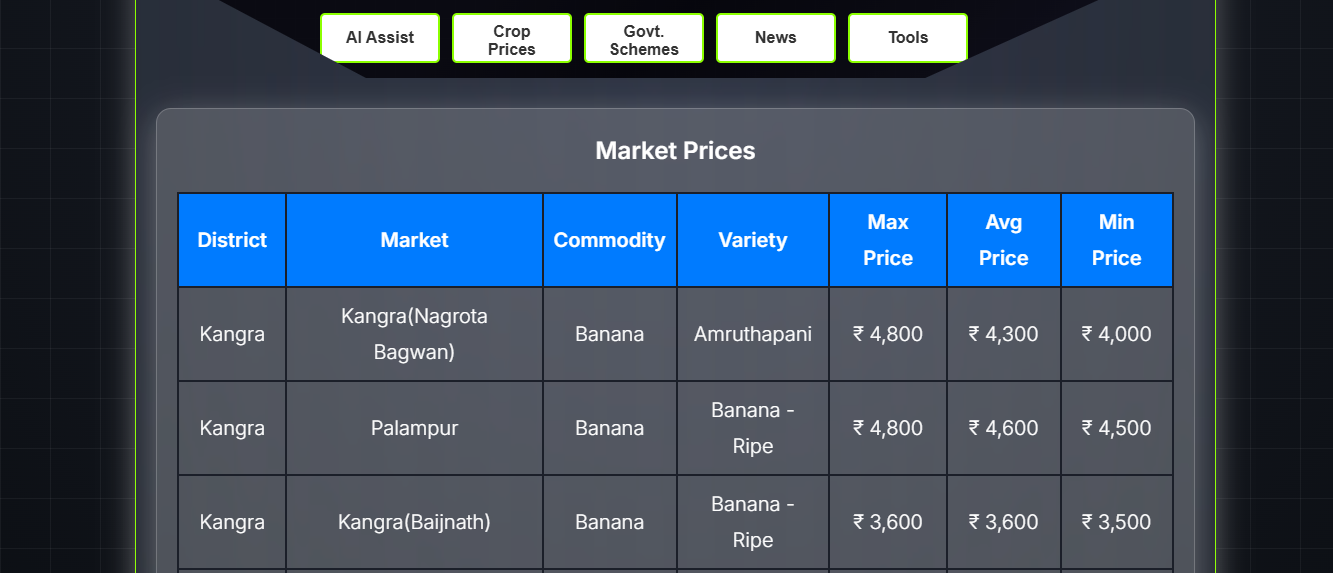 AI Assist
Crop
Prices
Govt.
Schemes
News
Tools
Market Prices
District
Market
Commodity
Variety
Max
Price
Avg
Price
Min
Price
Kangra
Kangra(Nagrota
Bagwan)
Banana
Amruthapani
₹ 4,800
₹ 4,300
₹ 4,000
Kangra
Palampur
Banana
Banana -
Ripe
₹ 4,800
₹ 4,600
₹ 4,500
Kangra
Kangra(Baijnath)
Banana
Banana -
Ripe
₹ 3,600
₹ 3,600
₹ 3,500